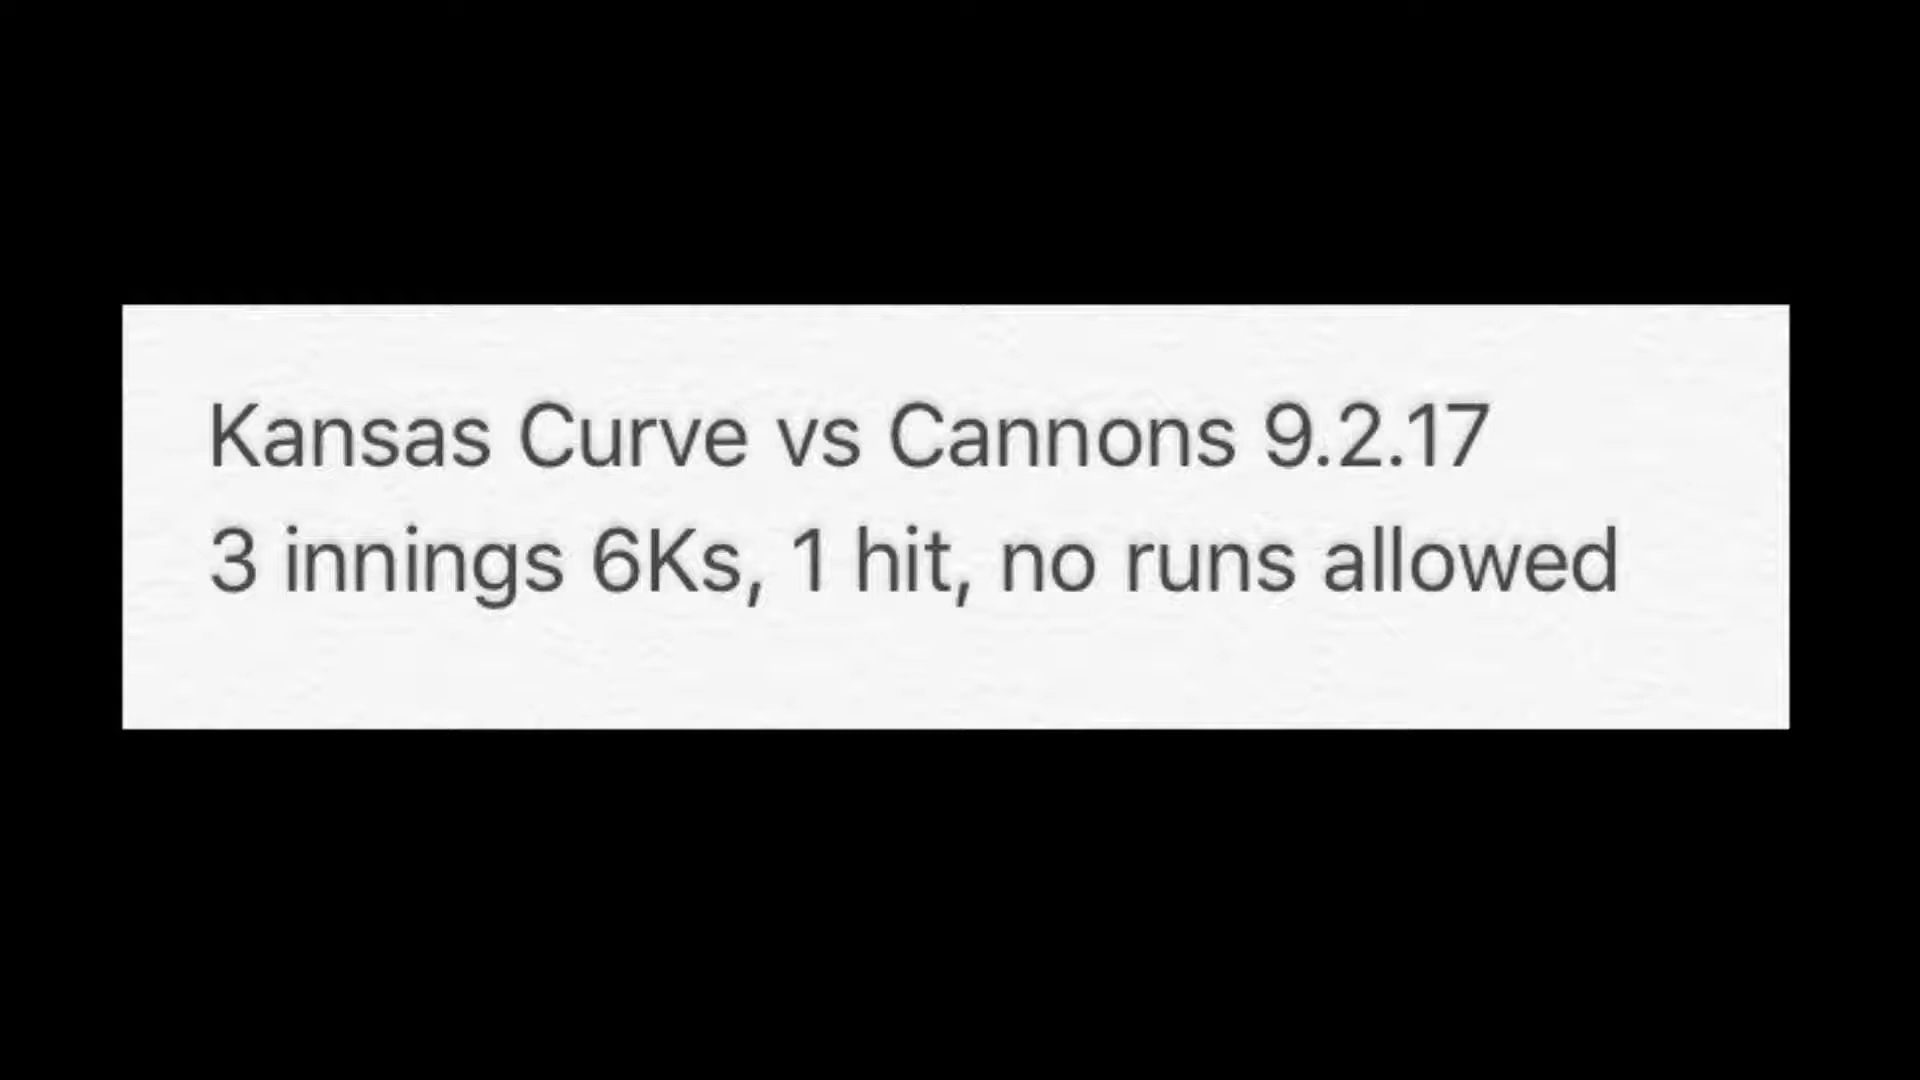 Kansas Curve vs Cannons 9.2.17
3 innings 6Ks, 1 hit, no runs allowed